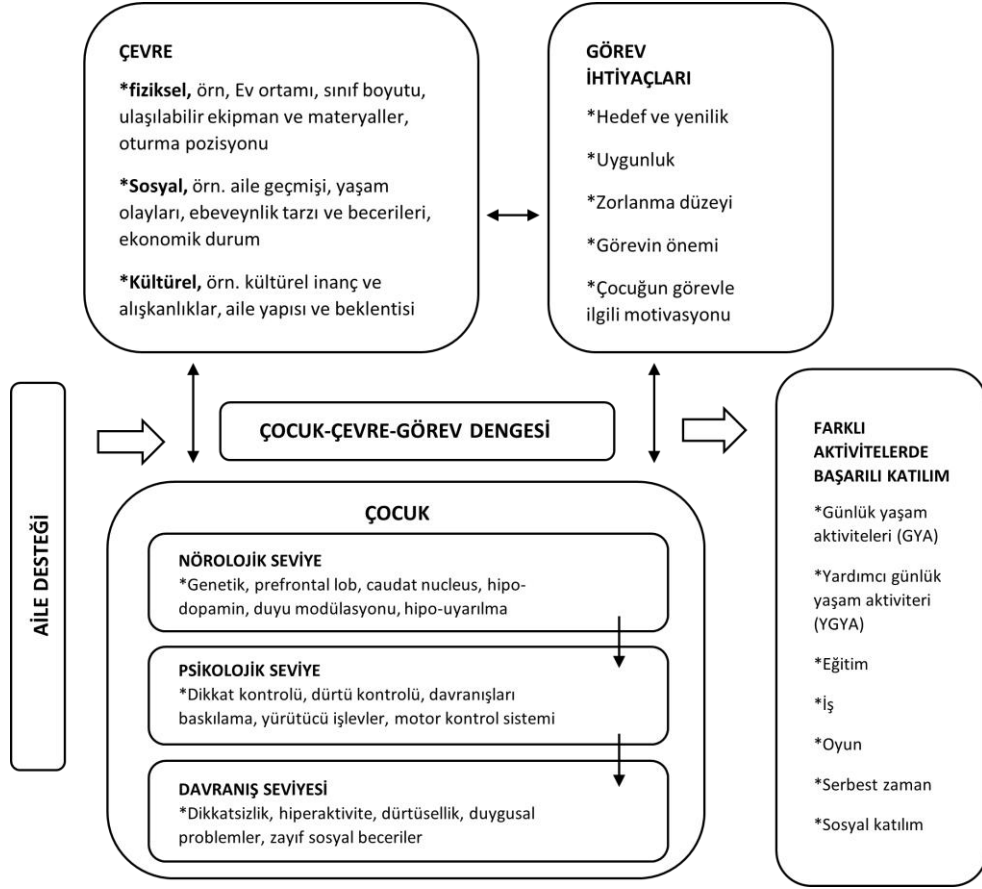 ÇEVRE
*fiziksel, örn, Ev ortamı, sınıf boyutu,
ulaşılabilir ekipman ve materyaller,
oturma pozisyonu
*Sosyal, örn. aile geçmişi, yaşam
olayları, ebeveynlik tarzı ve becerileri,
ekonomik durum
*Kültürel, örn. kültürel inanç ve
alışkanlıklar, aile yapısı ve beklentisi
GÖREV
İHTİYAÇLARI
*Hedef ve yenilik
*Uygunluk
*Zorlanma düzeyi
*Görevin önemi
*Çocuğun görevle
ilgili motivasyonu
AİLE DESTEĞİ
ÇOCUK-ÇEVRE-GÖREV DENGESİ
ÇOCUK
NÖROLOJİK SEVİYE
*Genetik, prefrontal lob, caudat nucleus, hipo-
dopamin, duyu modülasyonu, hipo-uyarılma
PSİKOLOJİK SEVİYE
*Dikkat kontrolü, dürtü kontrolü, davranışları
baskılama, yürütücü işlevler, motor kontrol sistemi
DAVRANIŞ SEVİYESİ
*Dikkatsizlik, hiperaktivite, dürtüsellik, duygusal
problemler, zayıf sosyal beceriler
FARKLI
AKTİVİTELERDE
BAŞARILI KATILIM
*Günlük yaşam
aktiviteleri (GYA)
*Yardımcı günlük
yaşam aktiviteri
(YGYA)
*Eğitim
*İş
*Oyun
*Serbest zaman
*Sosyal katılım